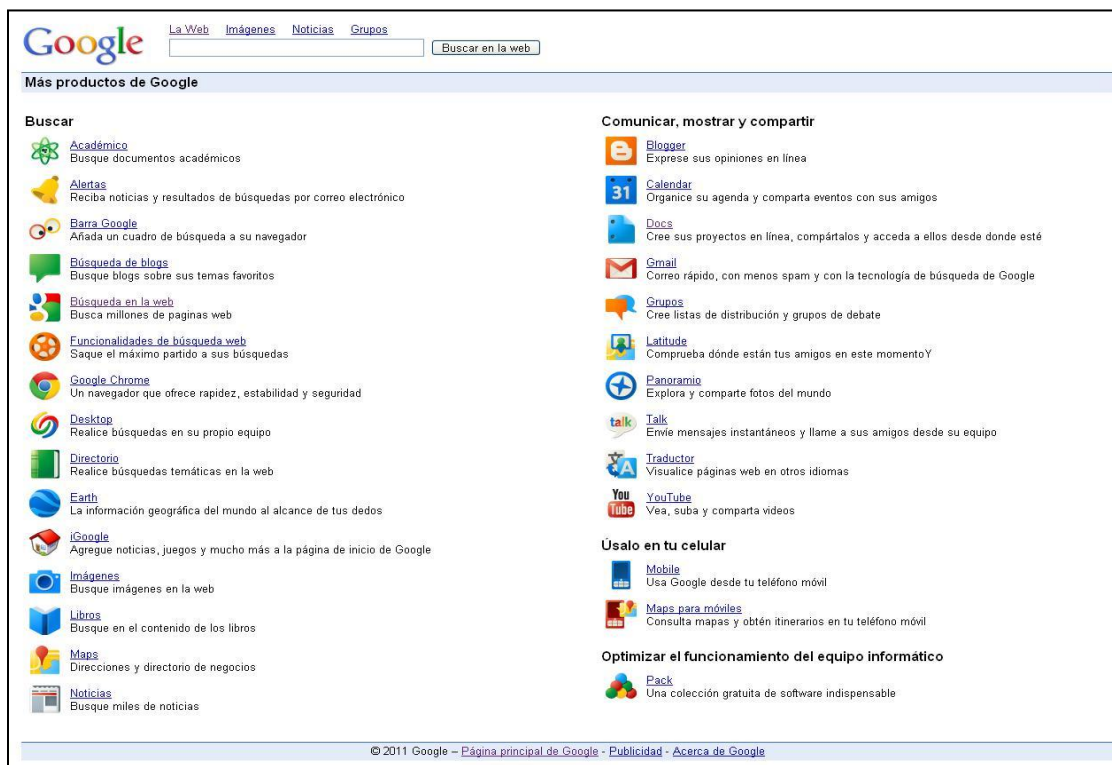 Google
La Web Imágenes Noticias Grupos
Buscar en la web
Más productos de Google
Buscar
Académico
Busque documentos académicos
Alertas
Reciba noticias y resultados de búsquedas por correo electrónico
Barra Google
Añada un cuadro de búsqueda a su navegador
Búsqueda de blogs
Busque blogs sobre sus temas favoritos
Búsqueda en la web
Busca millones de paginas web
Funcionalidades de búsqueda web
Saque el máximo partido a sus búsquedas
Google Chrome
Un navegador que ofrece rapidez, estabilidad y seguridad
Desktop
Realice búsquedas en su propio equipo
Directorio
Realice búsquedas temáticas en la web
Earth
La información geográfica del mundo al alcance de tus dedos
iGoogle
Agregue noticias, juegos y mucho más a la página de inicio de Google
Imágenes
Busque imágenes en la web
Libros
Busque en el contenido de los libros
Maps
Direcciones y directorio de negocios
Noticias
Busque miles de noticias
Comunicar, mostrar y compartir
Blogger
Exprese sus opiniones en línea
31
Calendar
Organice su agenda y comparta eventos con sus amigos
Docs
Cree sus proyectos en línea, compártalos y acceda a ellos desde donde esté
Gmail
Correo rápido, con menos spam y con la tecnología de búsqueda de Google
Grupos
Cree listas de distribución y grupos de debate
Latitude
Comprueba dónde están tus amigos en este momentoY
Panoramio
Explora y comparte fotos del mundo
talk
Talk
Envíe mensajes instantáneos y llame a sus amigos desde su equipo
Traductor
Visualice páginas web en otros idiomas
You Tube
YouTube
Vea, suba y comparta videos
Úsalo en tu celular
Mobile
Usa Google desde tu teléfono móvil
Maps para móviles
Consulta mapas y obtén itinerarios en tu teléfono móvil
Optimizar el funcionamiento del equipo informático
Pack
Una colección gratuita de software indispensable
© 2011 Google – Página principal de Google - Publicidad - Acerca de Google